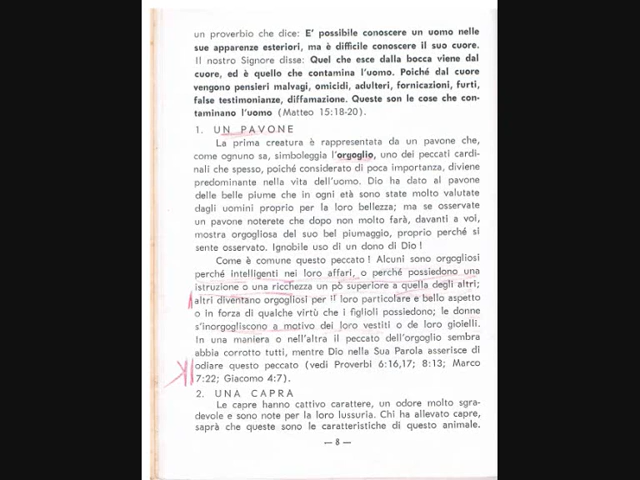 un proverbio che dice: E' possibile conoscere un uomo nelle
sue apparenze esteriori, ma è difficile conoscere il suo cuore.
Il nostro Signore disse: Quel che esce dalla bocca viene dal
cuore, ed è quello che contamina l'uomo. Poiché dal cuore
vengono pensieri malvagi, omicidi, adulteri, fornicazioni, furti,
false testimonianze, diffamazione. Queste son le cose che con-
taminano l'uomo (Matteo 15:18-20).
1. UN PAVONE
La prima creatura è rappresentata da un pavone che,
come ognuno sa, simboleggia l'orgoglio, uno dei peccati cardi-
nali che spesso, poiché considerato di poca importanza, diviene
predominante nella vita dell'uomo. Dio ha dato al pavone
delle belle piume che in ogni età sono state molto valutate
dagli uomini proprio per la loro bellezza; ma se osservate
un pavone noterete che dopo non molto farà, davanti a voi,
mostra orgogliosa del suo bel piumaggio, proprio perché si
sente osservato. Ignobile uso di un dono di Dio !
Come è comune questo peccato ! Alcuni sono orgogliosi
perché intelligenti nei loro affari, o perché possiedono una
istruzione o una ricchezza un pò superiore a quella degli altri;
altri diventano orgogliosi per il loro particolare e bello aspetto
o in forza di qualche virtù che i figlioli possiedono; le donne
s'inorgogliscono a motivo dei loro vestiti o de loro gioielli.
In una maniera o nell'altra il peccato dell'orgoglio sembra
abbia corrotto tutti, mentre Dio nella Sua Parola asserisce di
odiare questo peccato (vedi Proverbi 6:16,17; 8:13; Marco
7:22; Giacomo 4:7).
2. UNA CAPRA
Le capre hanno cattivo carattere, un odore molto sgra-
devole e sono note per la loro lussuria. Chi ha allevato capre,
saprà che queste sono le caratteristiche di questo animale.
— 8 —